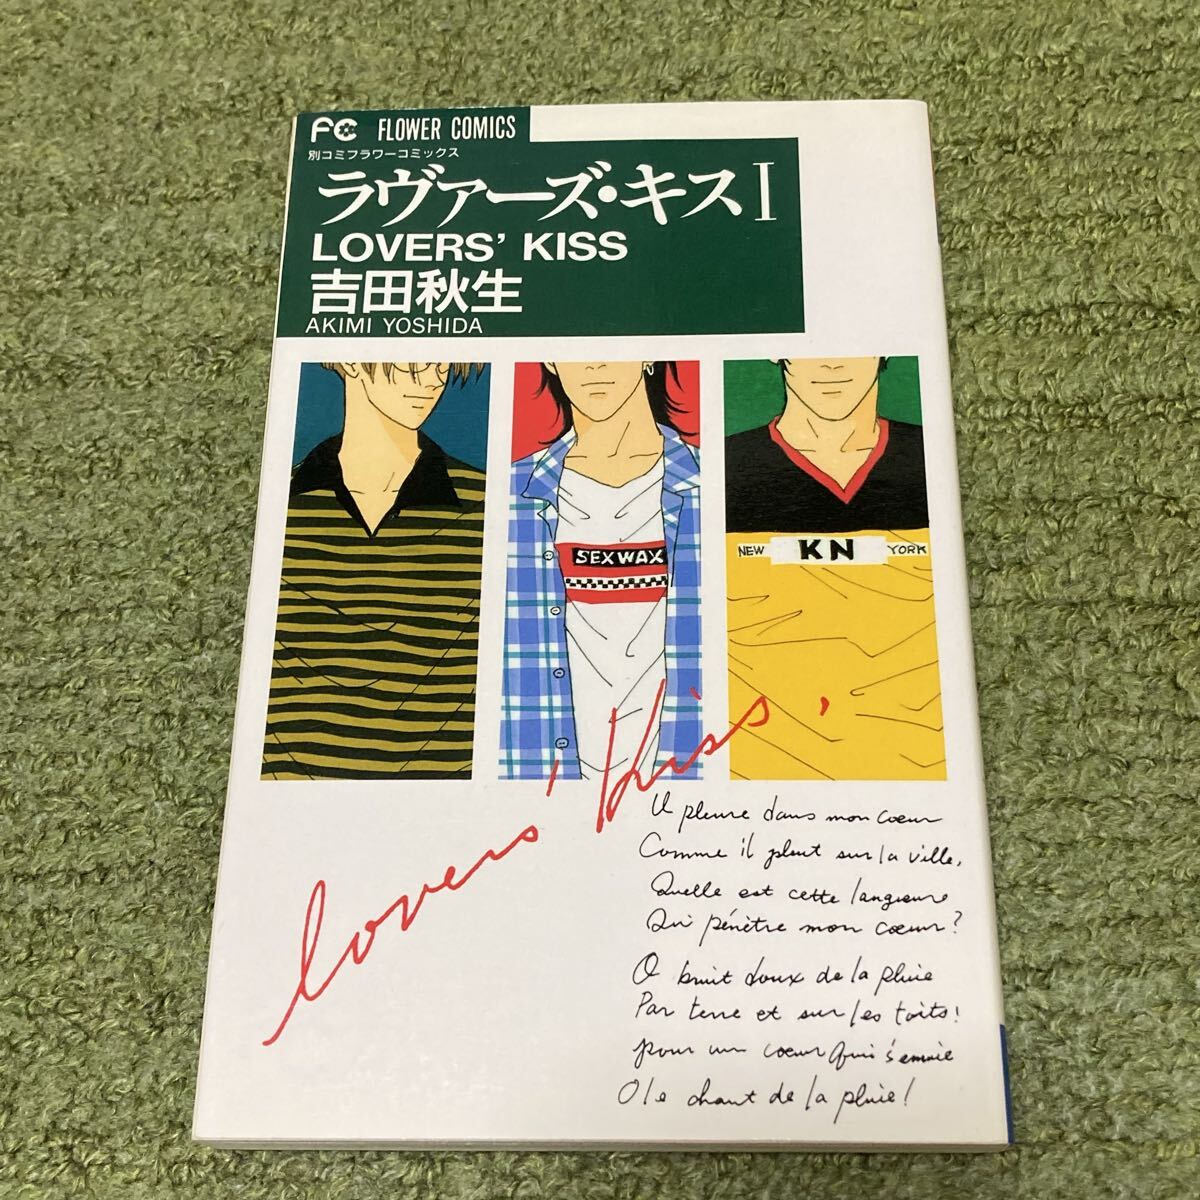 FC FLOWER COMICS
別コミフラワーコミックス
ラヴァーズ・キス I
LOVERS' KISS
吉田秋生
AKIMI YOSHIDA
SEXWAX
NEW KN YORK
lovers' kiss,
Il pleure dans mon coeur
Comme il pleut sur la ville,
Quelle est cette langueur
Qui pénètre mon coeur?
O bruit doux de la pluie
Par terre et sur les toits!
pour un coeur qui s'ennuie
O le chant de la pluie!